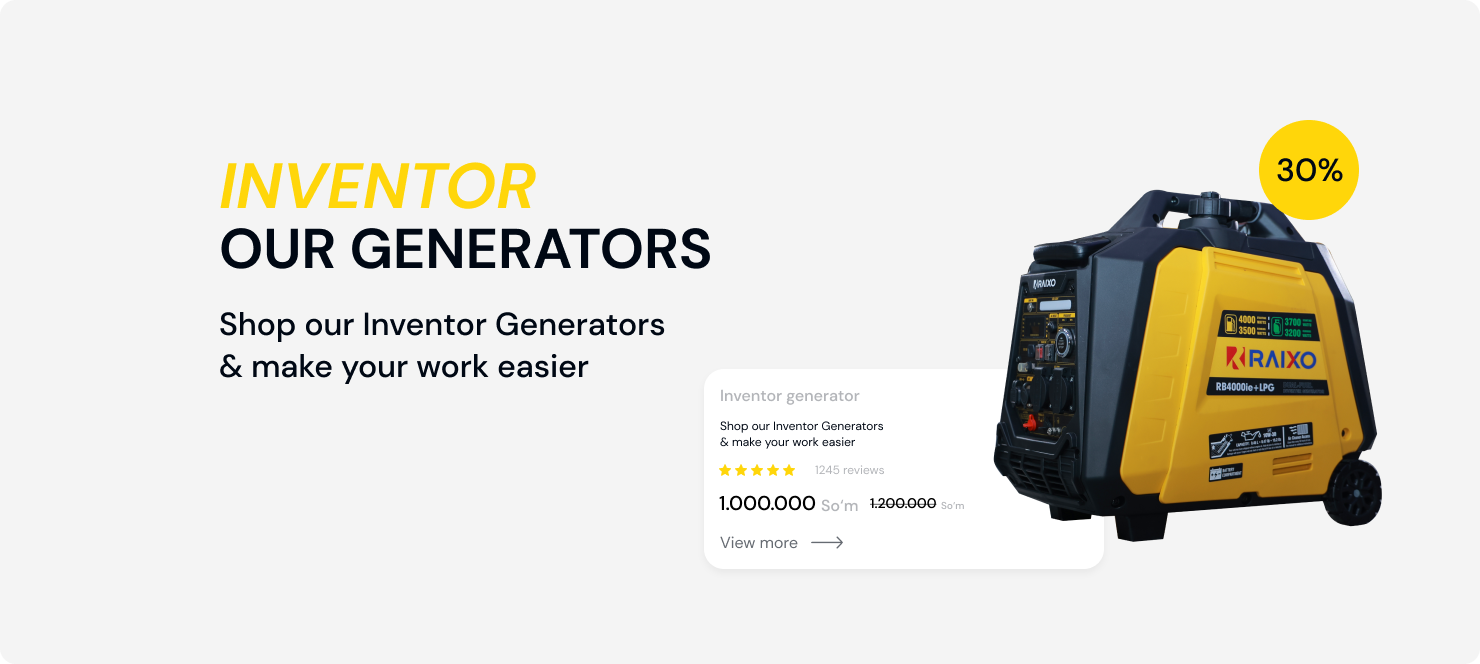 INVENTOR
OUR GENERATORS
Shop our Inventor Generators
& make your work easier
30%
Inventor generator
Shop our Inventor Generators
& make your work easier
1245 reviews
1.000.000 So‘m 1.200.000 So‘m
View more
RAIXO
4000
3500
3700
3200
RAIXO
RB4000ie+LPG